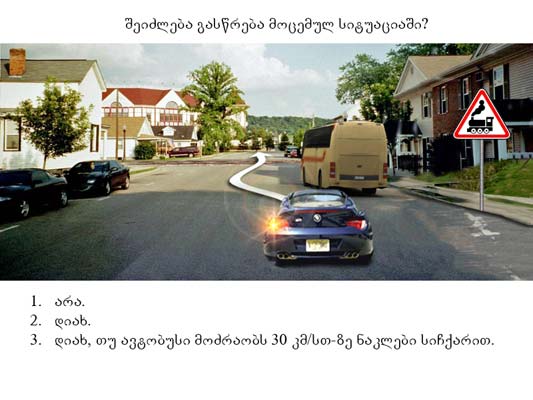 შეიძლება გასწრება მოცემულ სიტუაციაში?
1. არა.
2. დიახ.
3. დიახ, თუ ავტობუსი მოძრაობს 30 კმ/სთ-ზე ნაკლები სიჩქარით.